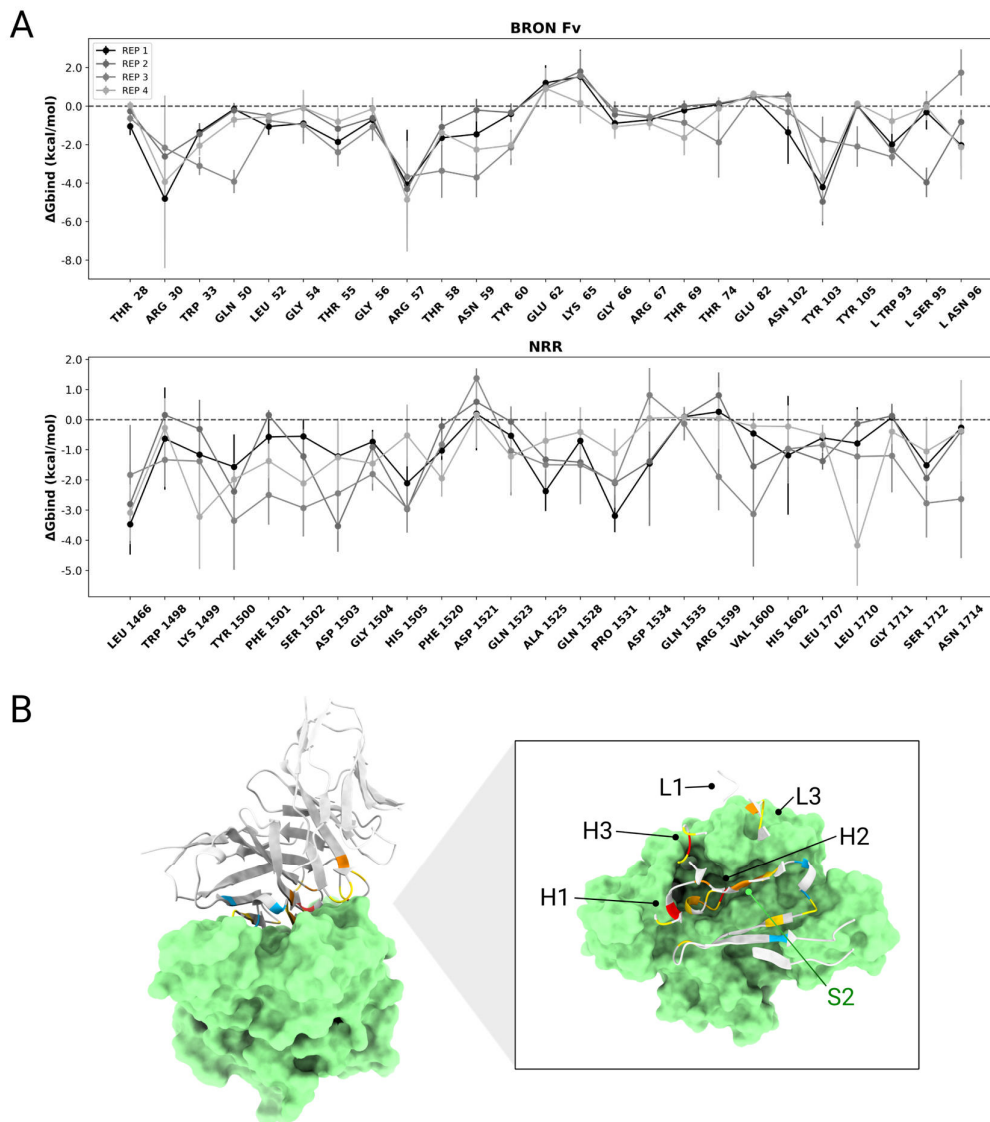 A
BRON Fv
REP 1
REP 2
REP 3
REP 4
2.0
0.0
-2.0
-4.0
-6.0
-8.0
ΔGbind (kcal/mol)
THR 28
ARG 30
TRP 33
GLN 50
LEU 52
GLY 54
THR 55
GLY 56
ARG 57
THR 58
ASN 59
TYR 60
GLU 62
LYS 65
GLY 66
ARG 67
THR 69
THR 74
GLU 82
ASN 102
TYR 103
TYR 105
L TRP 93
L SER 95
L ASN 96
NRR
2.0
1.0
0.0
-1.0
-2.0
-3.0
-4.0
-5.0
ΔGbind (kcal/mol)
LEU 1466
TRP 1498
LYS 1499
TYR 1500
PHE 1501
SER 1502
ASP 1503
GLY 1504
HIS 1505
PHE 1520
ASP 1521
GLN 1523
ALA 1525
GLN 1528
PRO 1531
ASP 1534
GLN 1535
ARG 1599
VAL 1600
HIS 1602
LEU 1707
LEU 1710
GLY 1711
SER 1712
ASN 1714
B
L1
L3
H3
H2
H1
S2